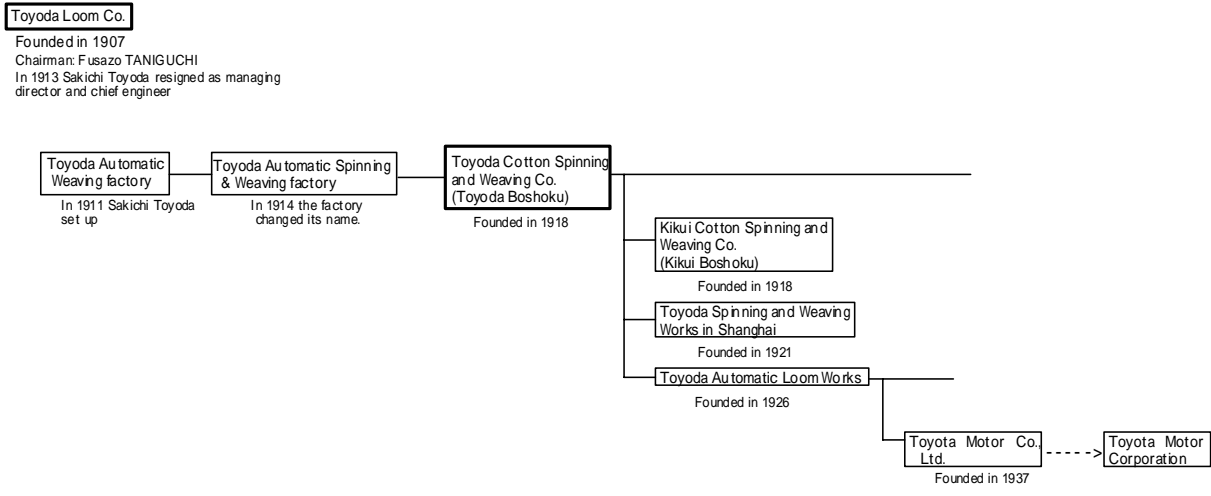 Toyoda Loom Co.
Founded in 1907
Chairman: Fusazo TANIGUCHI
In 1913 Sakichi Toyoda resigned as managing
director and chief engineer
Toyoda Automatic
Weaving factory
In 1911 Sakichi Toyoda
set up
Toyoda Automatic Spinning
& Weaving factory
In 1914 the factory
changed its name.
Toyoda Cotton Spinning
and Weaving Co.
(Toyoda Boshoku)
Founded in 1918
Kikui Cotton Spinning and
Weaving Co.
(Kikui Boshoku)
Founded in 1918
Toyoda Spinning and Weaving
Works in Shanghai
Founded in 1921
Toyoda Automatic Loom Works
Founded in 1926
Toyota Motor Co.,
Ltd.
Founded in 1937
Toyota Motor
Corporation